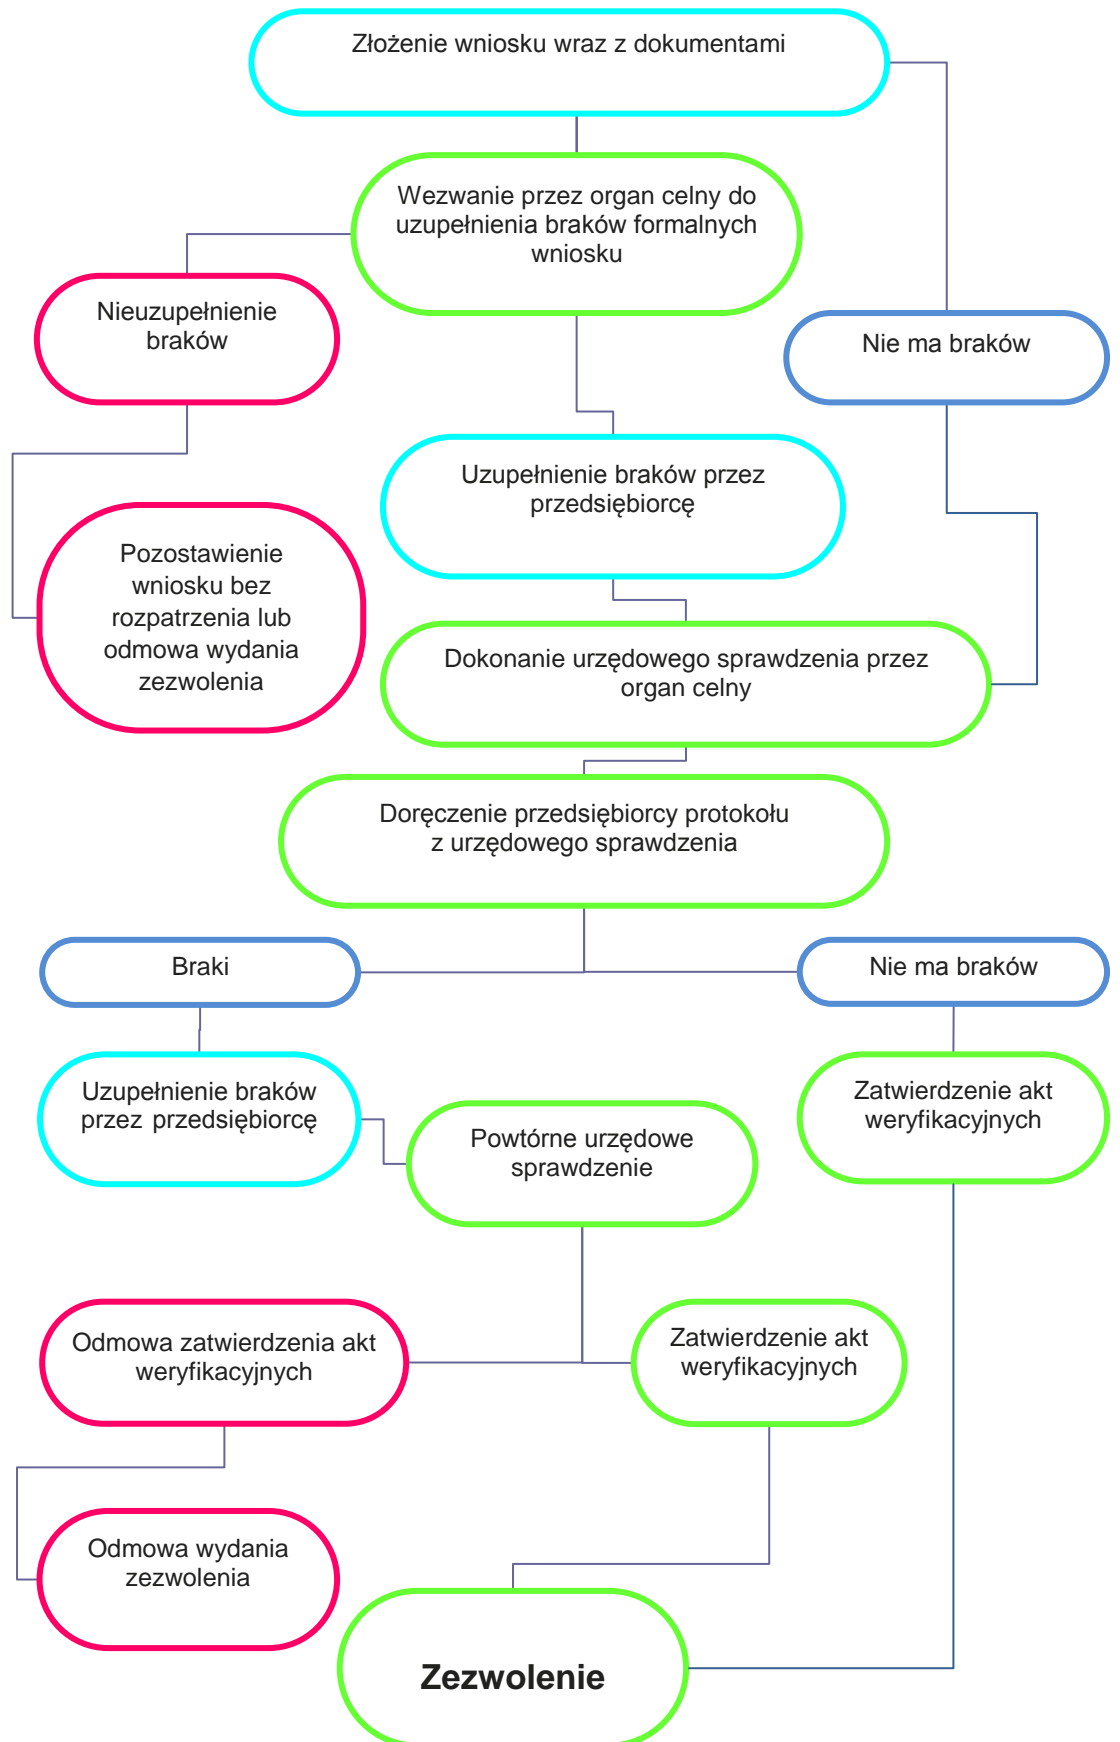 Złożenie wniosku wraz z dokumentami
Wezwanie przez organ celny do
uzupełnienia braków formalnych
wniosku
Nieuzupełnienie
braków
Nie ma braków
Uzupełnienie braków przez
przedsiębiorcę
Pozostawienie
wniosku bez
rozpatrzenia lub
odmowa wydania
zezwolenia
Dokonanie urzędowego sprawdzenia przez
organ celny
Doręczenie przedsiębiorcy protokołu
z urzędowego sprawdzenia
Braki
Nie ma braków
Uzupełnienie braków
przez przedsiębiorcę
Zatwierdzenie akt
weryfikacyjnych
Powtórne urzędowe
sprawdzenie
Odmowa zatwierdzenia akt
weryfikacyjnych
Zatwierdzenie akt
weryfikacyjnych
Odmowa wydania
zezwolenia
Zezwolenie